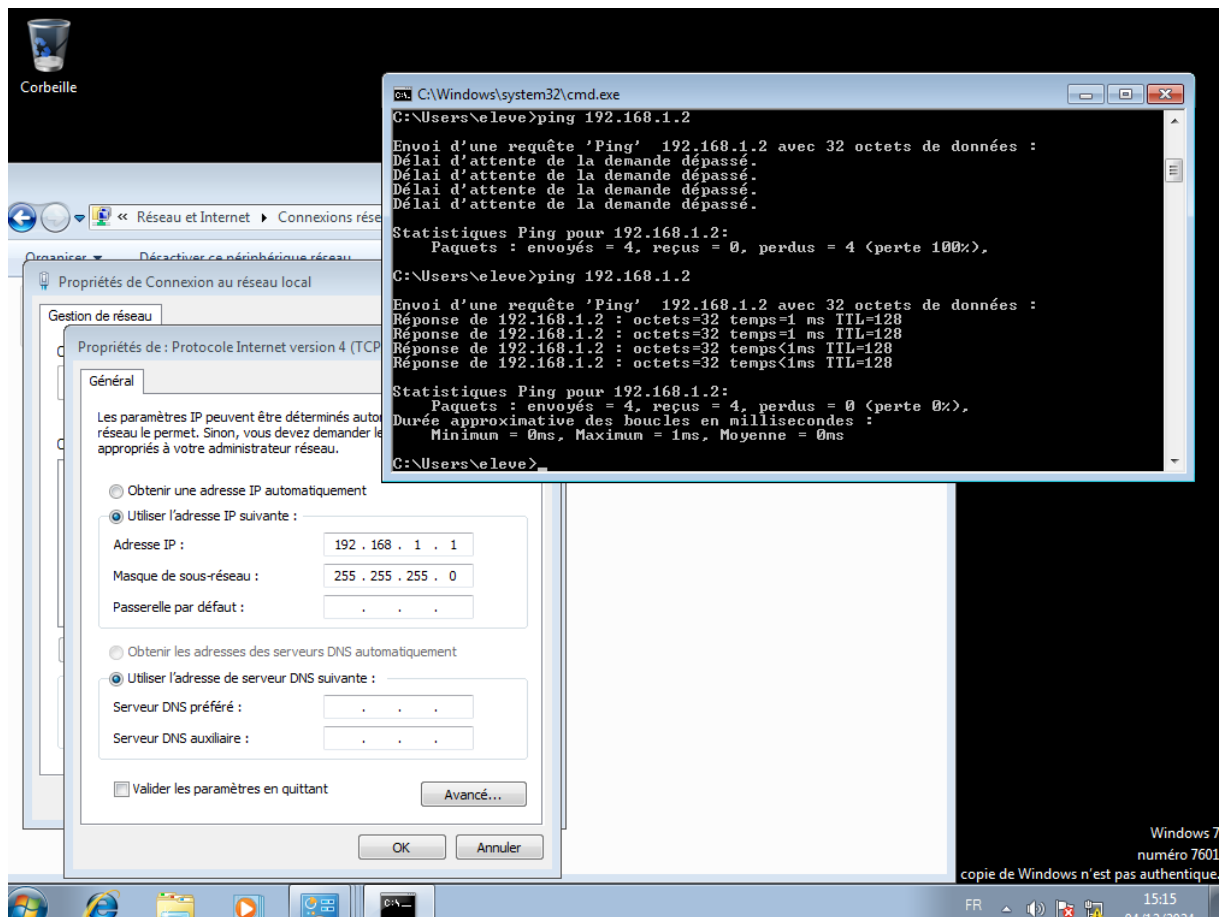 Corbeille
C:\Windows\system32\cmd.exe
C:\Users\eleve>ping 192.168.1.2
Envoi d'une requête 'Ping'  192.168.1.2 avec 32 octets de données :
Délai d'attente de la demande dépassé.
Délai d'attente de la demande dépassé.
Délai d'attente de la demande dépassé.
Délai d'attente de la demande dépassé.
Statistiques Ping pour 192.168.1.2:
Paquets : envoyés = 4, reçus = 0, perdus = 4 (perte 100%),
C:\Users\eleve>ping 192.168.1.2
Envoi d'une requête 'Ping'  192.168.1.2 avec 32 octets de données :
Réponse de 192.168.1.2 : octets=32 temps=1 ms TTL=128
Réponse de 192.168.1.2 : octets=32 temps=1 ms TTL=128
Réponse de 192.168.1.2 : octets=32 temps<1ms TTL=128
Réponse de 192.168.1.2 : octets=32 temps<1ms TTL=128
Statistiques Ping pour 192.168.1.2:
Paquets : envoyés = 4, reçus = 4, perdus = 0 (perte 0%),
Durée approximative des boucles en millisecondes :
Minimum = 0ms, Maximum = 1ms, Moyenne = 0ms
C:\Users\eleve>_
« Réseau et Internet ▸ Connexions rése
Organiser ▾ Désactiver ce périphérique réseau
Propriétés de Connexion au réseau local
Gestion de réseau
Propriétés de : Protocole Internet version 4 (TCP
Général
Les paramètres IP peuvent être déterminés auto
réseau le permet. Sinon, vous devez demander le
appropriés à votre administrateur réseau.
Obtenir une adresse IP automatiquement
Utiliser l'adresse IP suivante :
Adresse IP : 192 . 168 . 1 . 1
Masque de sous-réseau : 255 . 255 . 255 . 0
Passerelle par défaut : . . .
Obtenir les adresses des serveurs DNS automatiquement
Utiliser l'adresse de serveur DNS suivante :
Serveur DNS préféré : . . .
Serveur DNS auxiliaire : . . .
Valider les paramètres en quittant
Avancé...
OK Annuler
Windows 7
numéro 7601
copie de Windows n'est pas authentique.
FR 15:15